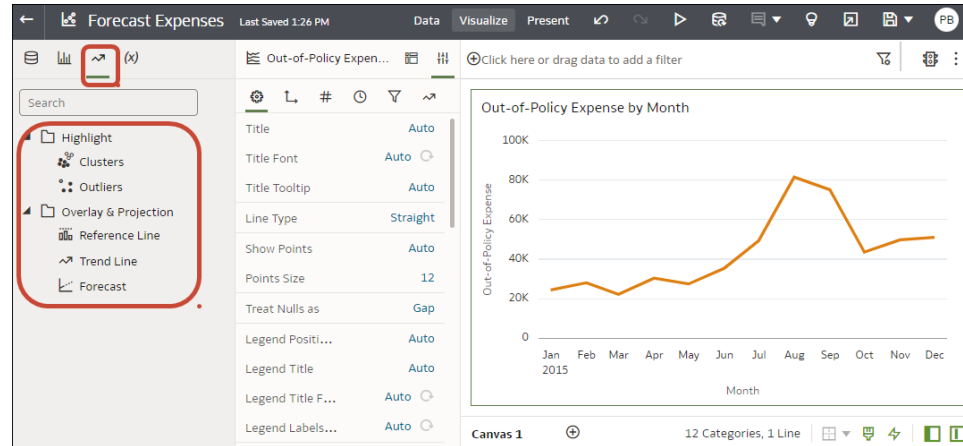 Forecast Expenses Last Saved 1:26 PM Data Visualize Present PB
(x)
Search
Highlight
Clusters
Outliers
Overlay & Projection
Reference Line
Trend Line
Forecast
Out-of-Policy Expen...
#
Title Auto
Title Font Auto
Title Tooltip Auto
Line Type Straight
Show Points Auto
Points Size 12
Treat Nulls as Gap
Legend Positi... Auto
Legend Title Auto
Legend Title F... Auto
Legend Labels... Auto
Click here or drag data to add a filter
Out-of-Policy Expense by Month
Out-of-Policy Expense
100K
80K
60K
40K
20K
0
Jan Feb Mar Apr May Jun Jul Aug Sep Oct Nov Dec
2015
Month
Canvas 1 12 Categories, 1 Line